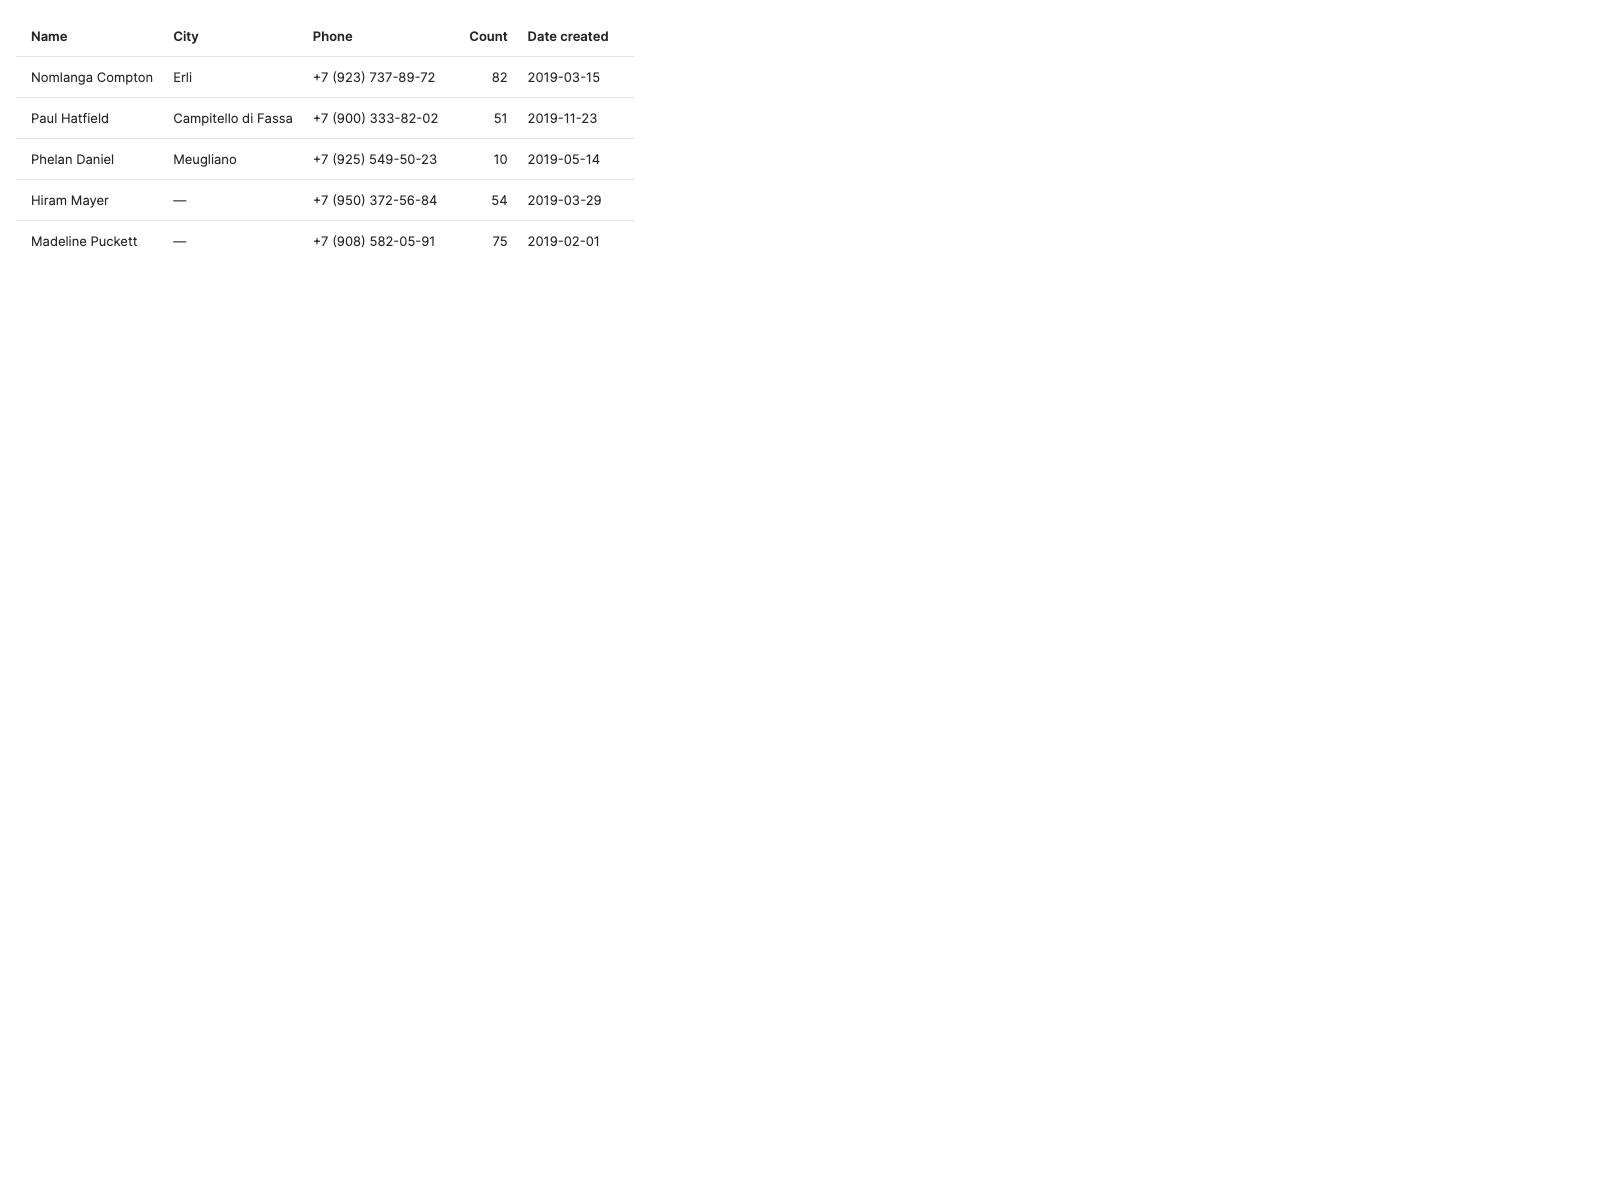 Name City Phone Count Date created
Nomlanga Compton Erli +7 (923) 737-89-72 82 2019-03-15
Paul Hatfield Campitello di Fassa +7 (900) 333-82-02 51 2019-11-23
Phelan Daniel Meugliano +7 (925) 549-50-23 10 2019-05-14
Hiram Mayer — +7 (950) 372-56-84 54 2019-03-29
Madeline Puckett — +7 (908) 582-05-91 75 2019-02-01